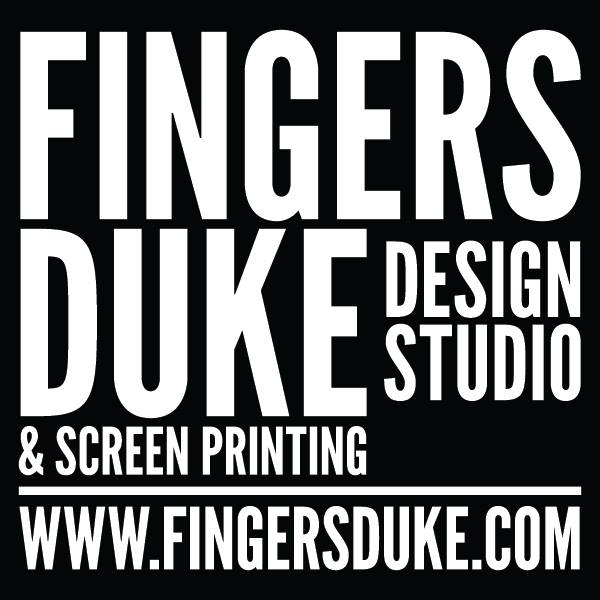 FINGERS
DUKE
DESIGN
STUDIO
& SCREEN PRINTING
WWW.FINGERSDUKE.COM